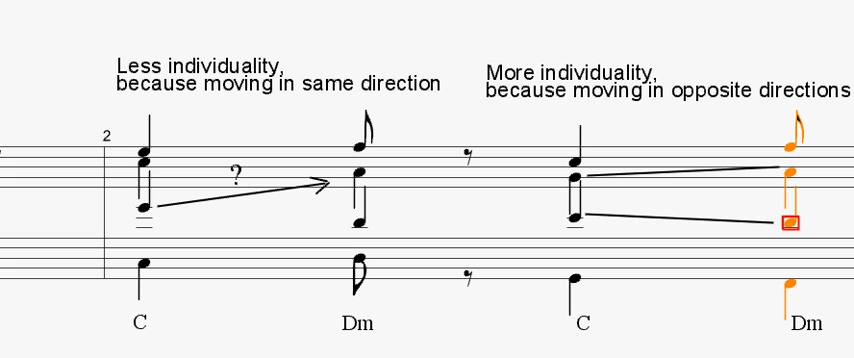 Less individuality,
because moving in same direction
More individuality,
because moving in opposite directions
2
?
C Dm C Dm